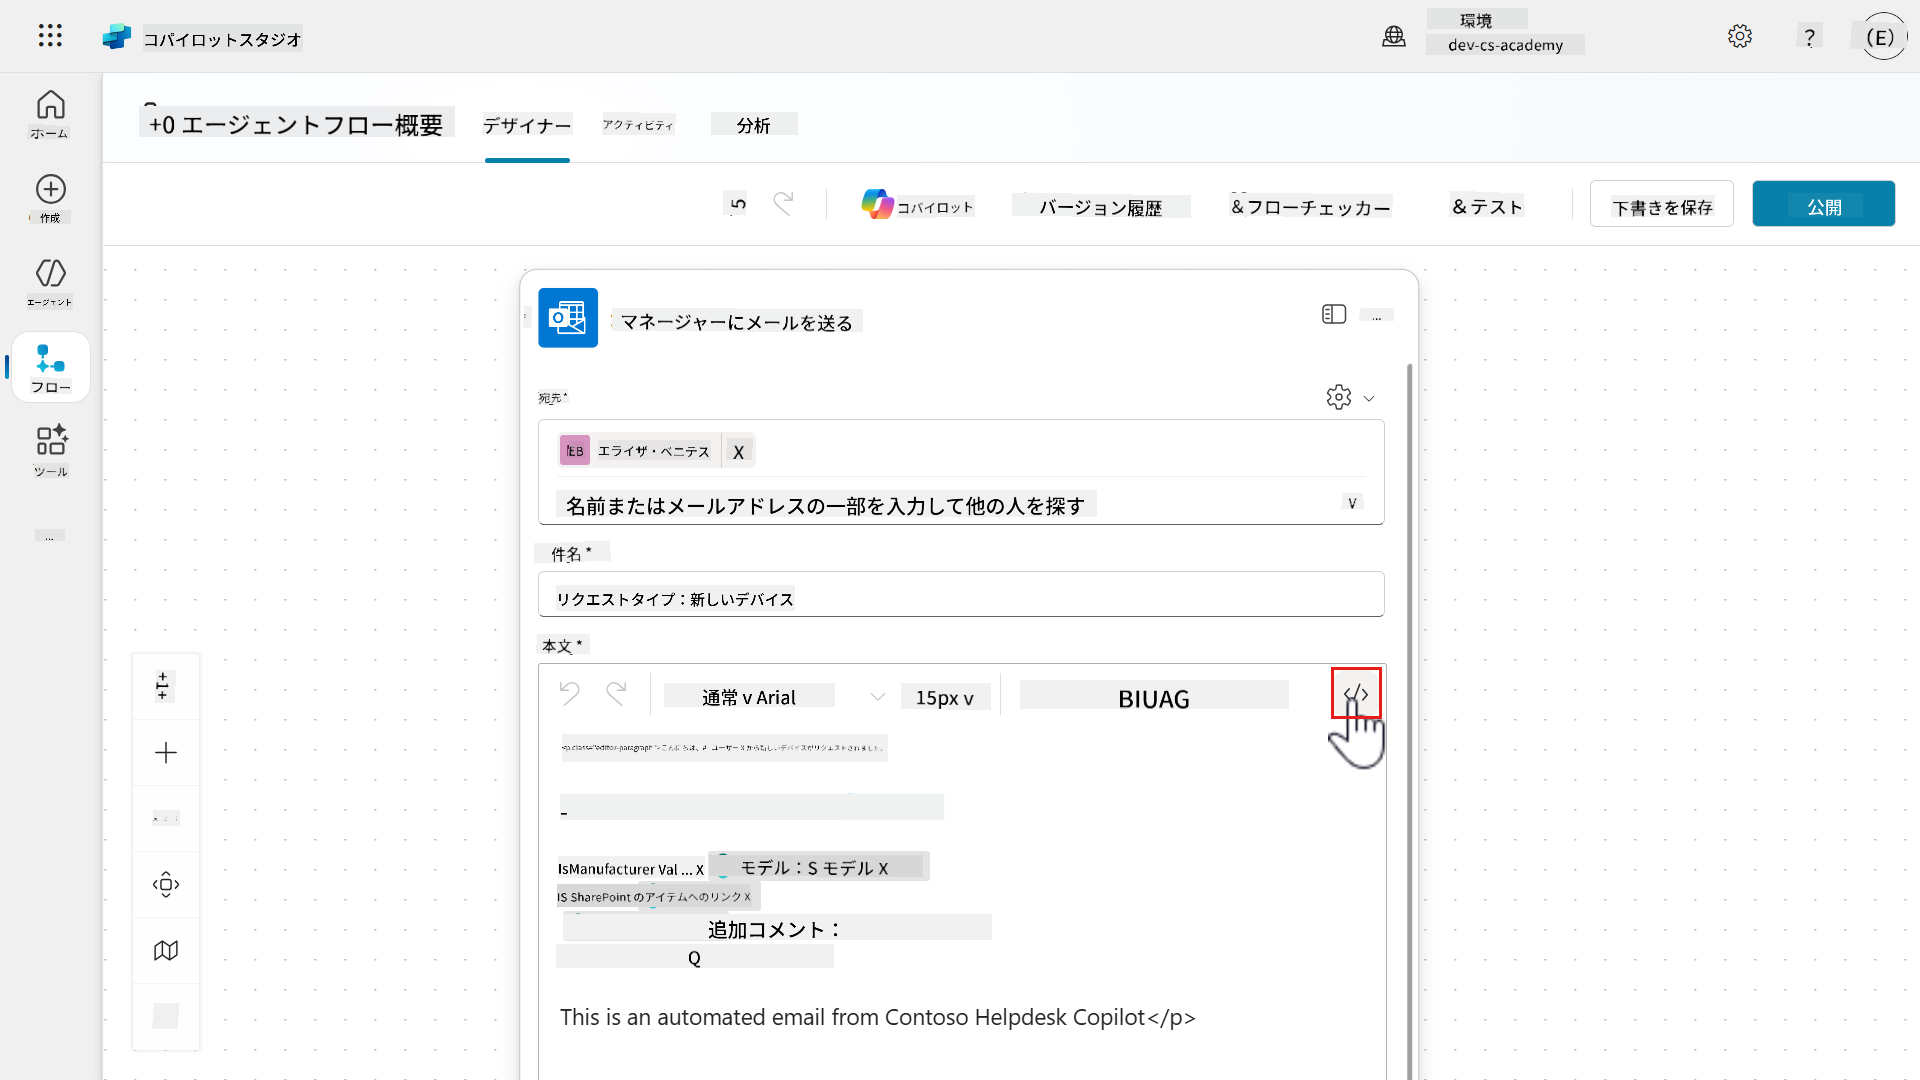 コパイロットスタジオ
環境
dev-cs-academy
?
(E)
ホーム
作成
エージェント
フロー
ツール
...
+0 エージェントフロー概要
デザイナー
アクティビティ
分析
5
コパイロット
バージョン履歴
&フローチェッカー
&テスト
下書きを保存
公開
マネージャーにメールを送る
...
宛先*
EB
エライザ・ベニテス
X
名前またはメールアドレスの一部を入力して他の人を探す
V
件名 *
リクエストタイプ：新しいデバイス
本文 *
通常 v Arial
15px v
BIUAG
</>
<p class="editor-paragraph">こんにちは、# ユーザー X から新しいデバイスがリクエストされました。
-
IsManufacturer Val ... X
モデル：S モデル X
IS SharePoint のアイテムへのリンク X
追加コメント：
Q
This is an automated email from Contoso Helpdesk Copilot</p>